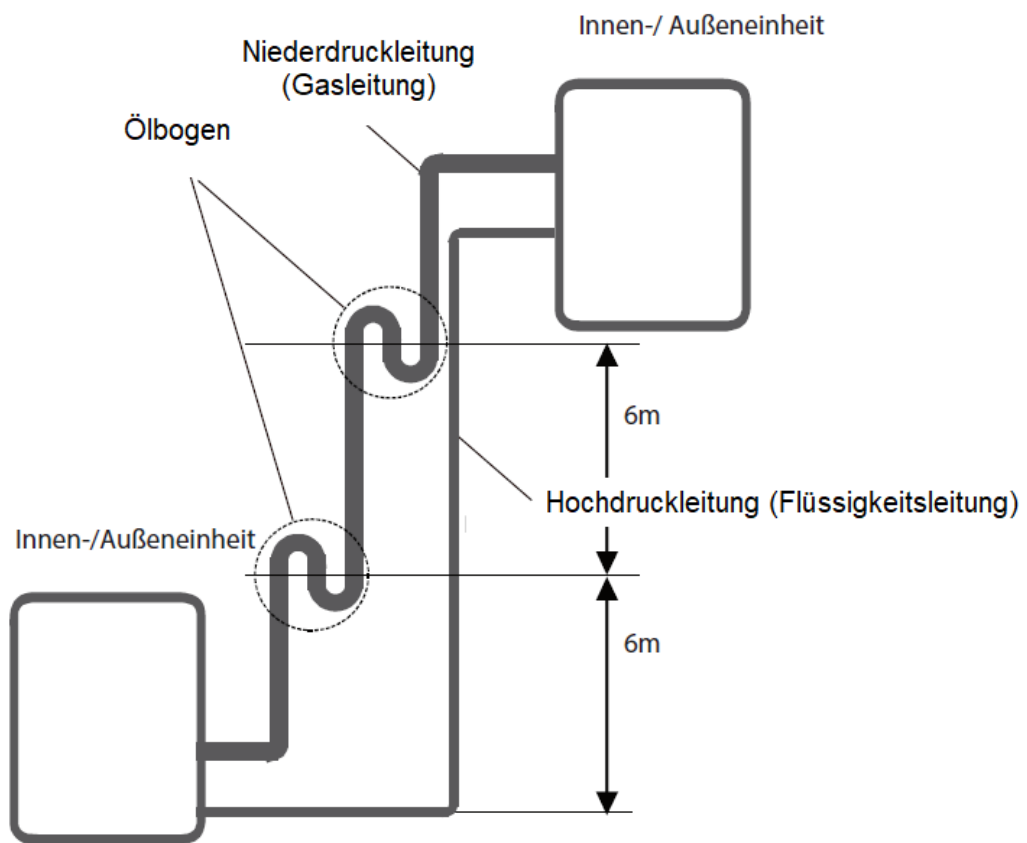 Innen-/ Außeneinheit
Niederdruckleitung
(Gasleitung)
Ölbogen
6m
Hochdruckleitung (Flüssigkeitsleitung)
Innen-/Außeneinheit
6m